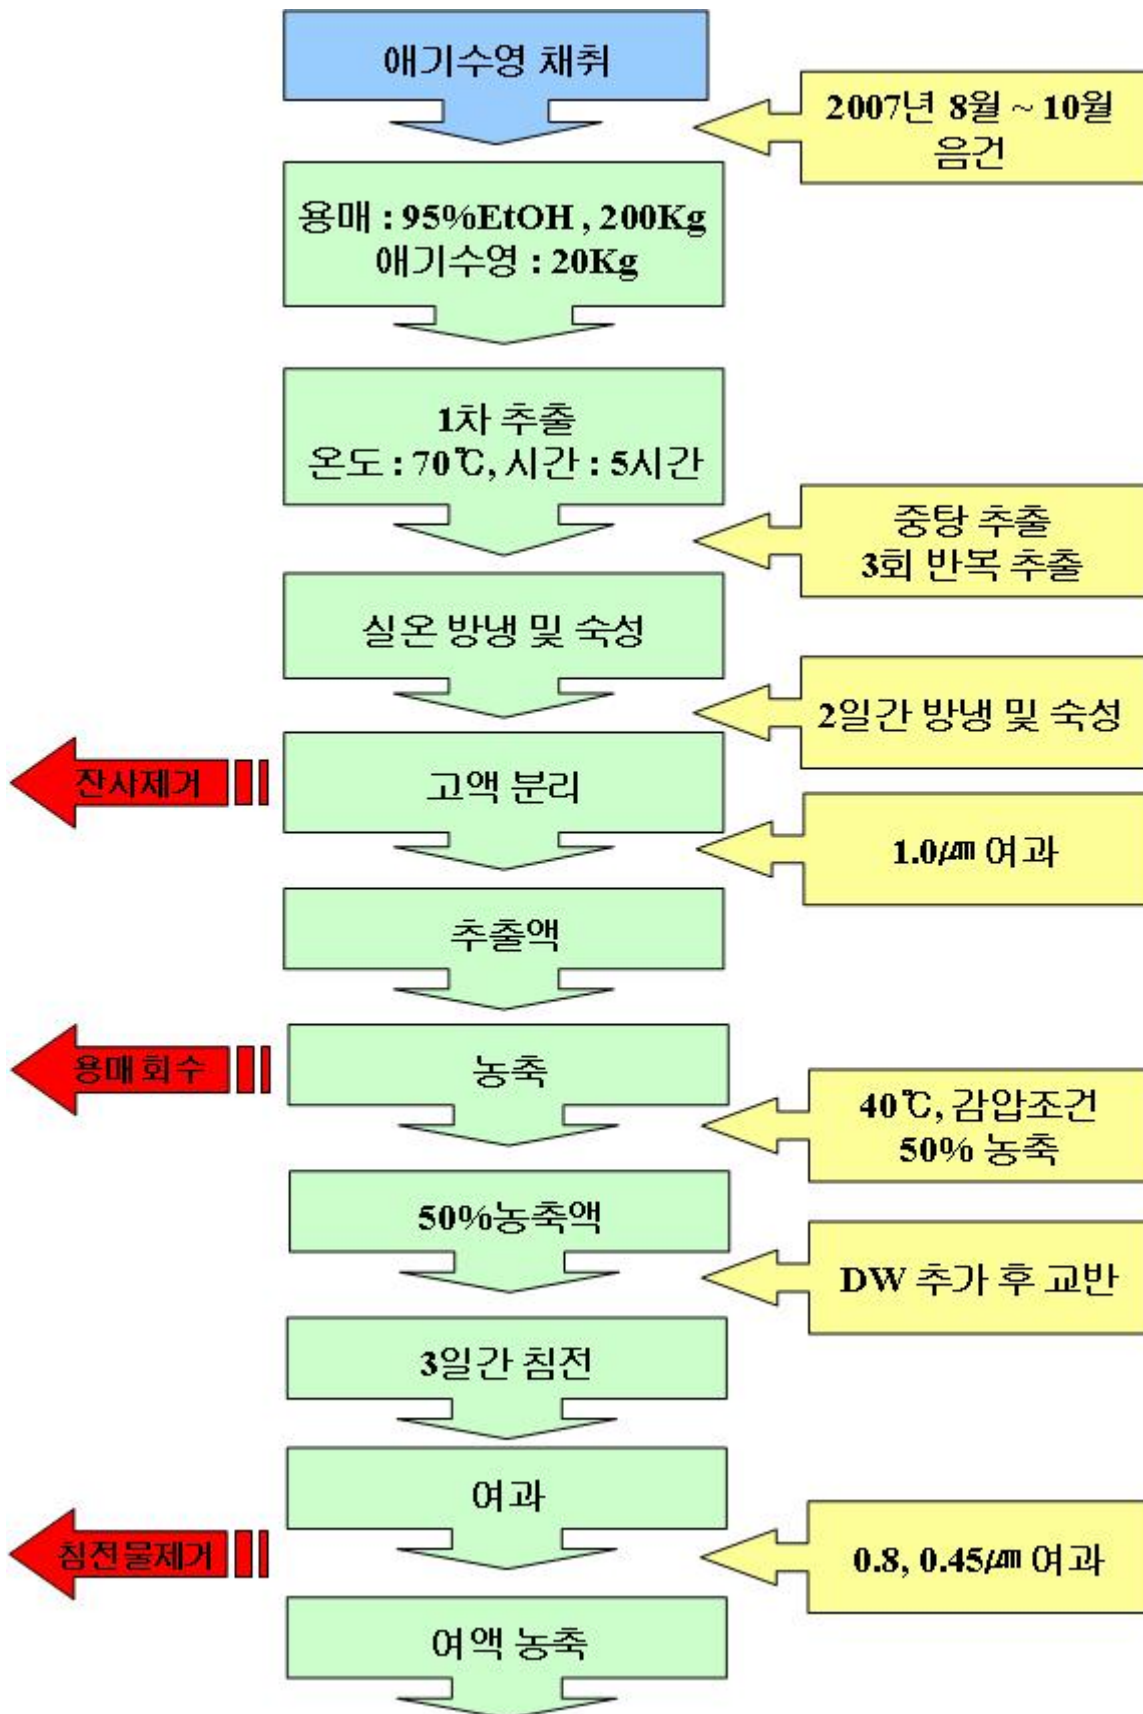 애기수영 채취
2007년 8월 ~ 10월
음건
용매 : 95%EtOH , 200Kg
애기수영 : 20Kg
1차 추출
온도 : 70℃, 시간 : 5시간
중탕 추출
3회 반복 추출
실온 방냉 및 숙성
2일간 방냉 및 숙성
잔사제거
고액 분리
1.0㎛ 여과
추출액
용매회수
농축
40℃, 감압조건
50% 농축
50%농축액
DW 추가 후 교반
3일간 침전
여과
침전물제거
0.8, 0.45㎛ 여과
여액 농축